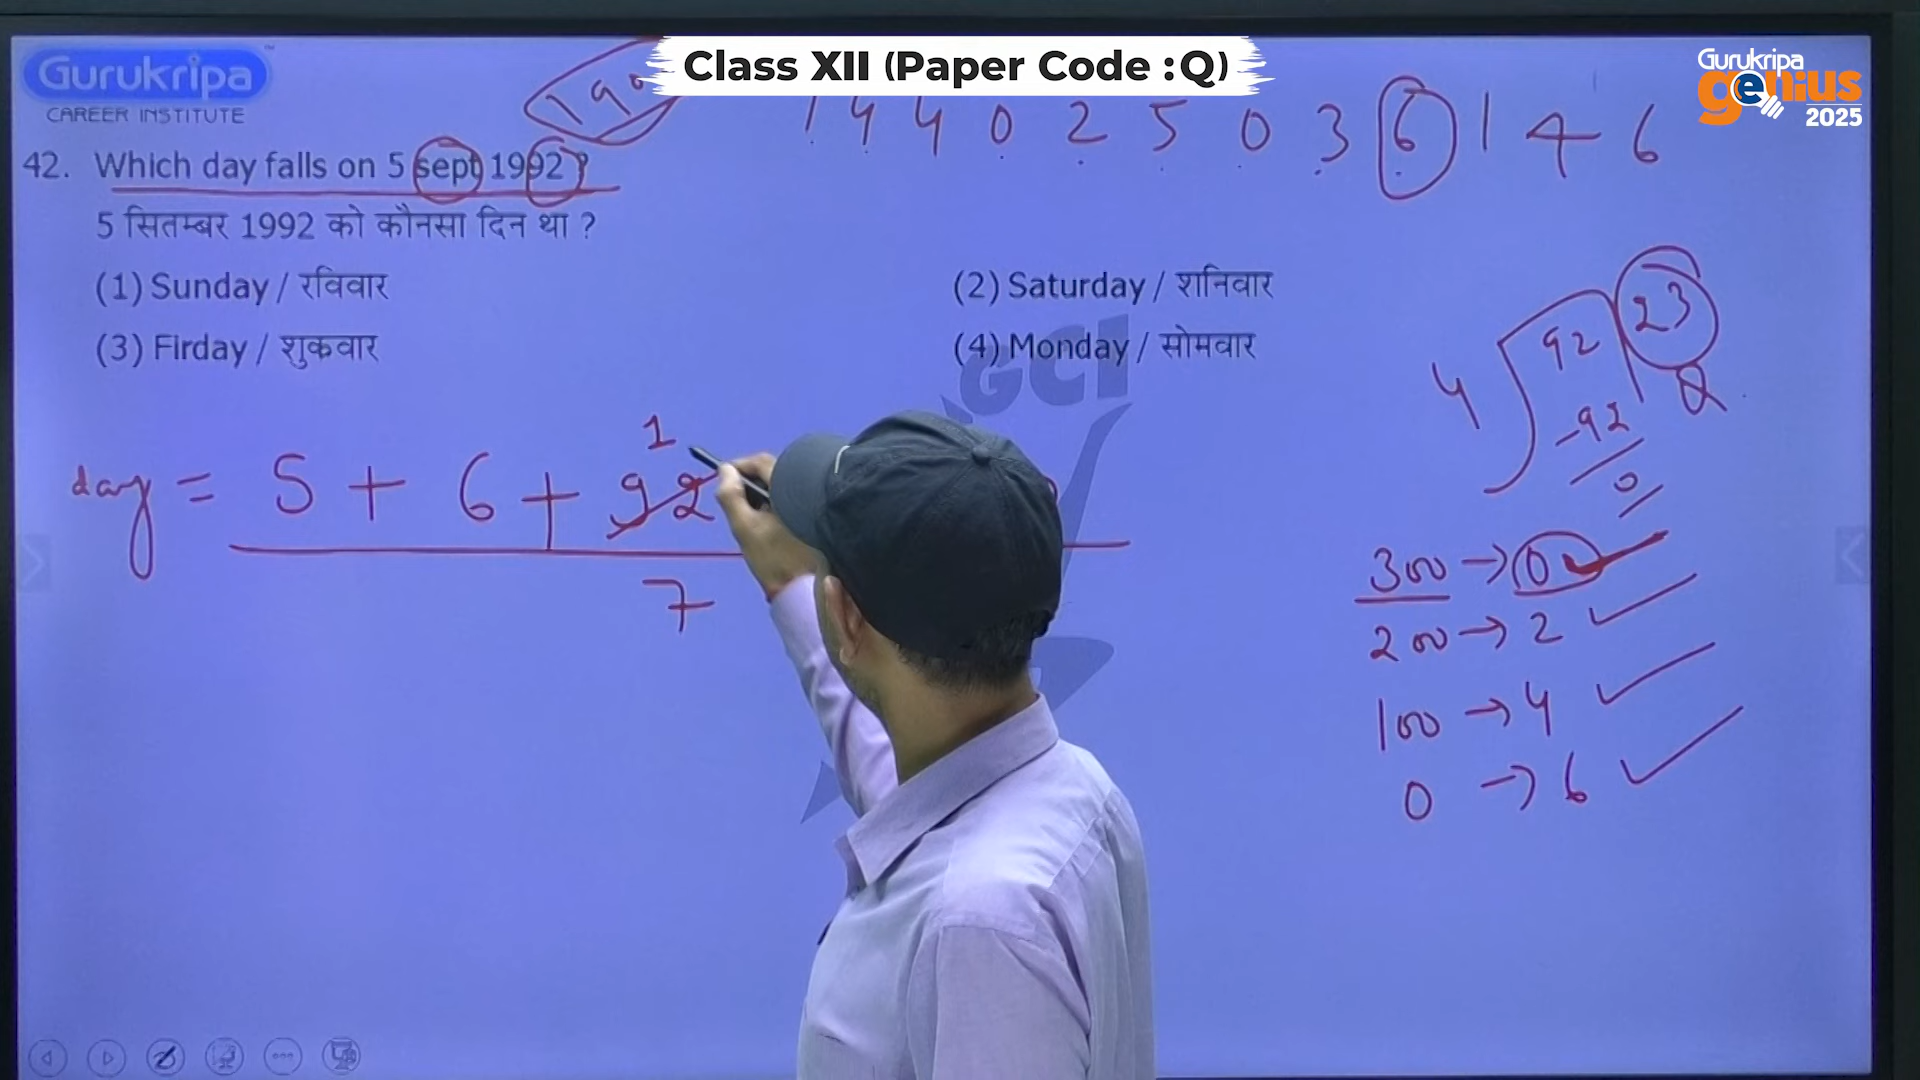 Class XII (Paper Code :Q)
Gurukripa
CAREER INSTITUTE
Gurukripa
genius
2025
1 4 4 0 2 5 0 3 6 1 4 6
42. Which day falls on 5 sept 1992 ?
5 सितम्बर 1992 को कौनसा दिन था ?
(1) Sunday / रविवार
(2) Saturday / शनिवार
(3) Firday / शुक्रवार
(4) Monday / सोमवार
GCI
4 92 23
-92 Q
0
1
day = 5 + 6 + 92
7
300 → 0
200 → 2
100 → 4
0 → 6